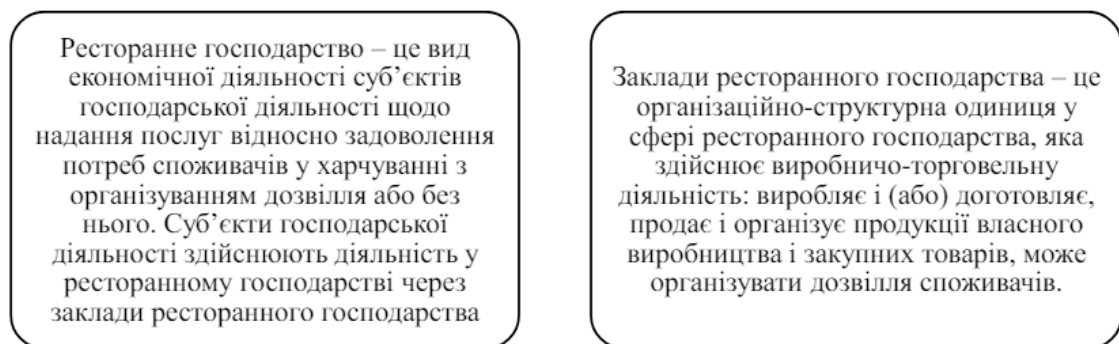 Ресторанне господарство – це вид
економічної діяльності суб’єктів
господарської діяльності щодо
надання послуг відносно задоволення
потреб споживачів у харчуванні з
організуванням дозвілля або без
нього. Суб’єкти господарської
діяльності здійснюють діяльність у
ресторанному господарстві через
заклади ресторанного господарства
Заклади ресторанного господарства – це
організаційно-структурна одиниця у
сфері ресторанного господарства, яка
здійснює виробничо-торговельну
діяльність: виробляє і (або) доготовляє,
продає і організує продукції власного
виробництва і закупних товарів, може
організувати дозвілля споживачів.